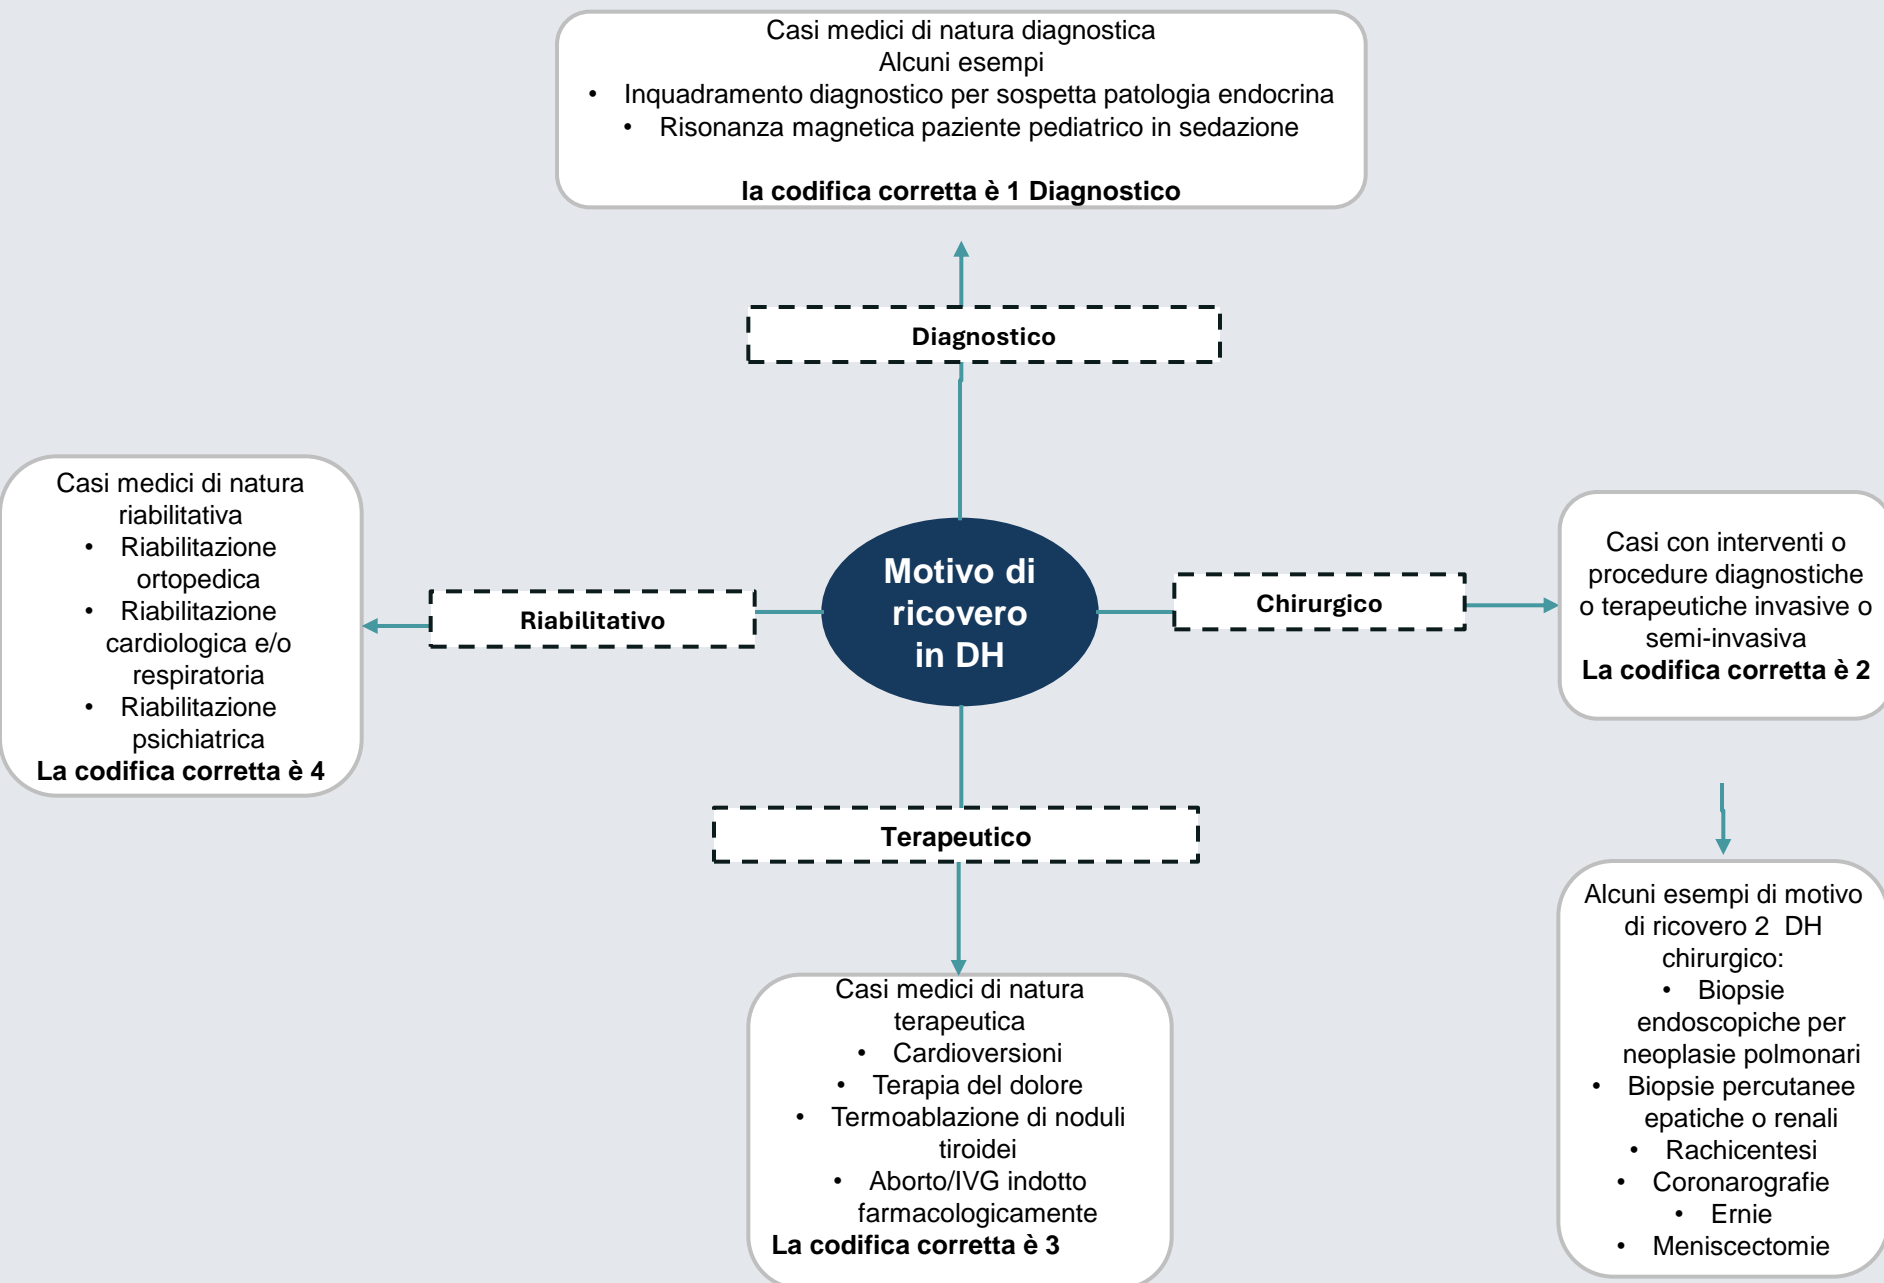 Casi medici di natura diagnostica
Alcuni esempi
• Inquadramento diagnostico per sospetta patologia endocrina
• Risonanza magnetica paziente pediatrico in sedazione
la codifica corretta è 1 Diagnostico
Diagnostico
Casi medici di natura
riabilitativa
• Riabilitazione
ortopedica
• Riabilitazione
cardiologica e/o
respiratoria
• Riabilitazione
psichiatrica
La codifica corretta è 4
Riabilitativo
Motivo di
ricovero
in DH
Chirurgico
Casi con interventi o
procedure diagnostiche
o terapeutiche invasive o
semi-invasiva
La codifica corretta è 2
Terapeutico
Casi medici di natura
terapeutica
• Cardioversioni
• Terapia del dolore
• Termoablazione di noduli
tiroidei
• Aborto/IVG indotto
farmacologicamente
La codifica corretta è 3
Alcuni esempi di motivo
di ricovero 2 DH
chirurgico:
• Biopsie
endoscopiche per
neoplasie polmonari
• Biopsie percutanee
epatiche o renali
• Rachicentesi
• Coronarografie
• Ernie
• Meniscectomie